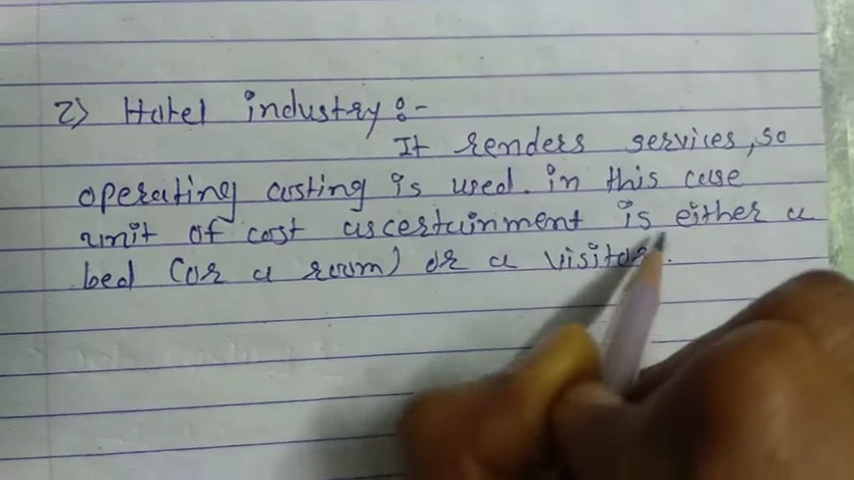 2) Hotel industry :-
It renders services, so
operating costing is used. in this case
unit of cost ascertainment is either a
bed (or a room) or a visitor.